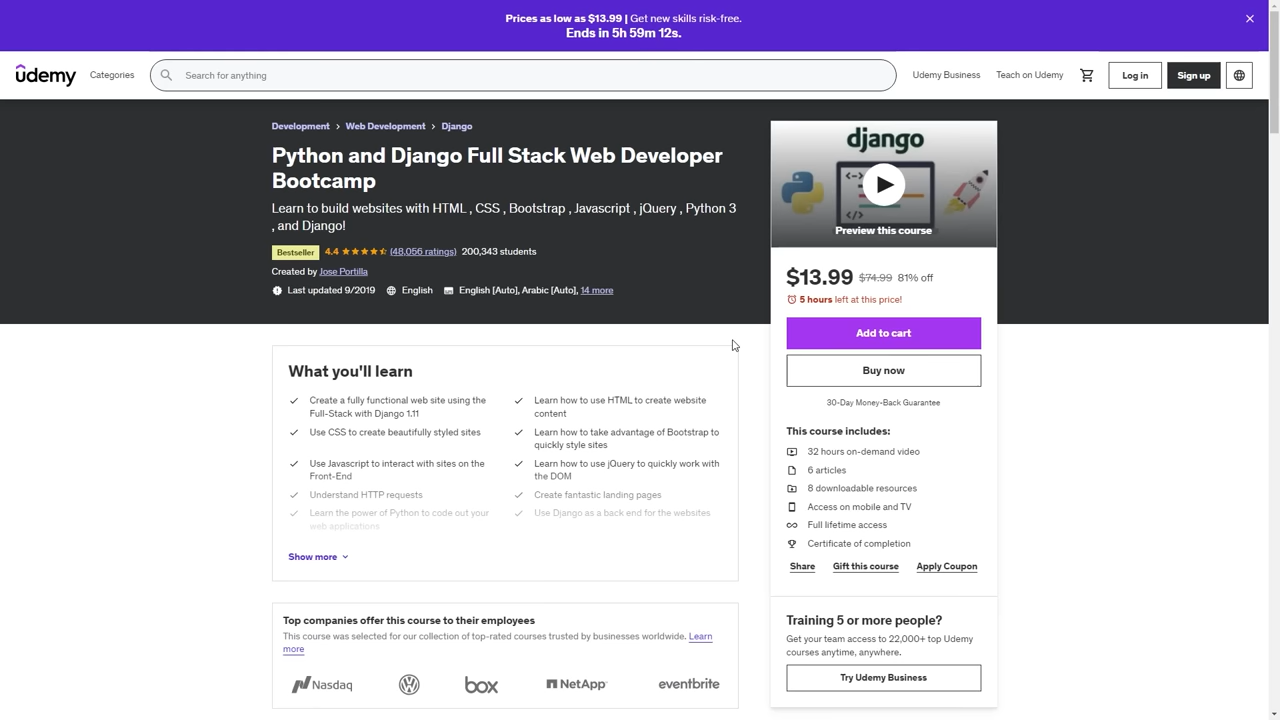 Prices as low as $13.99 | Get new skills risk-free.
Ends in 5h 59m 12s.
udemy
Categories
Search for anything
Udemy Business
Teach on Udemy
Log in
Sign up
Development > Web Development > Django
Python and Django Full Stack Web Developer
Bootcamp
Learn to build websites with HTML , CSS , Bootstrap , Javascript , jQuery , Python 3
, and Django!
Bestseller 4.4 (48,056 ratings) 200,343 students
Created by Jose Portilla
Last updated 9/2019 English English [Auto], Arabic [Auto], 14 more
django
Preview this course
$13.99 $74.99 81% off
5 hours left at this price!
Add to cart
Buy now
30-Day Money-Back Guarantee
This course includes:
32 hours on-demand video
6 articles
8 downloadable resources
Access on mobile and TV
Full lifetime access
Certificate of completion
Share Gift this course Apply Coupon
Training 5 or more people?
Get your team access to 22,000+ top Udemy
courses anytime, anywhere.
Try Udemy Business
What you'll learn
Create a fully functional web site using the
Full-Stack with Django 1.11
Learn how to use HTML to create website
content
Use CSS to create beautifully styled sites
Learn how to take advantage of Bootstrap to
quickly style sites
Use Javascript to interact with sites on the
Front-End
Learn how to use jQuery to quickly work with
the DOM
Understand HTTP requests
Create fantastic landing pages
Learn the power of Python to code out your
web applications
Use Django as a back end for the websites
Show more
Top companies offer this course to their employees
This course was selected for our collection of top-rated courses trusted by businesses worldwide. Learn
more
Nasdaq
box
NetApp
eventbrite